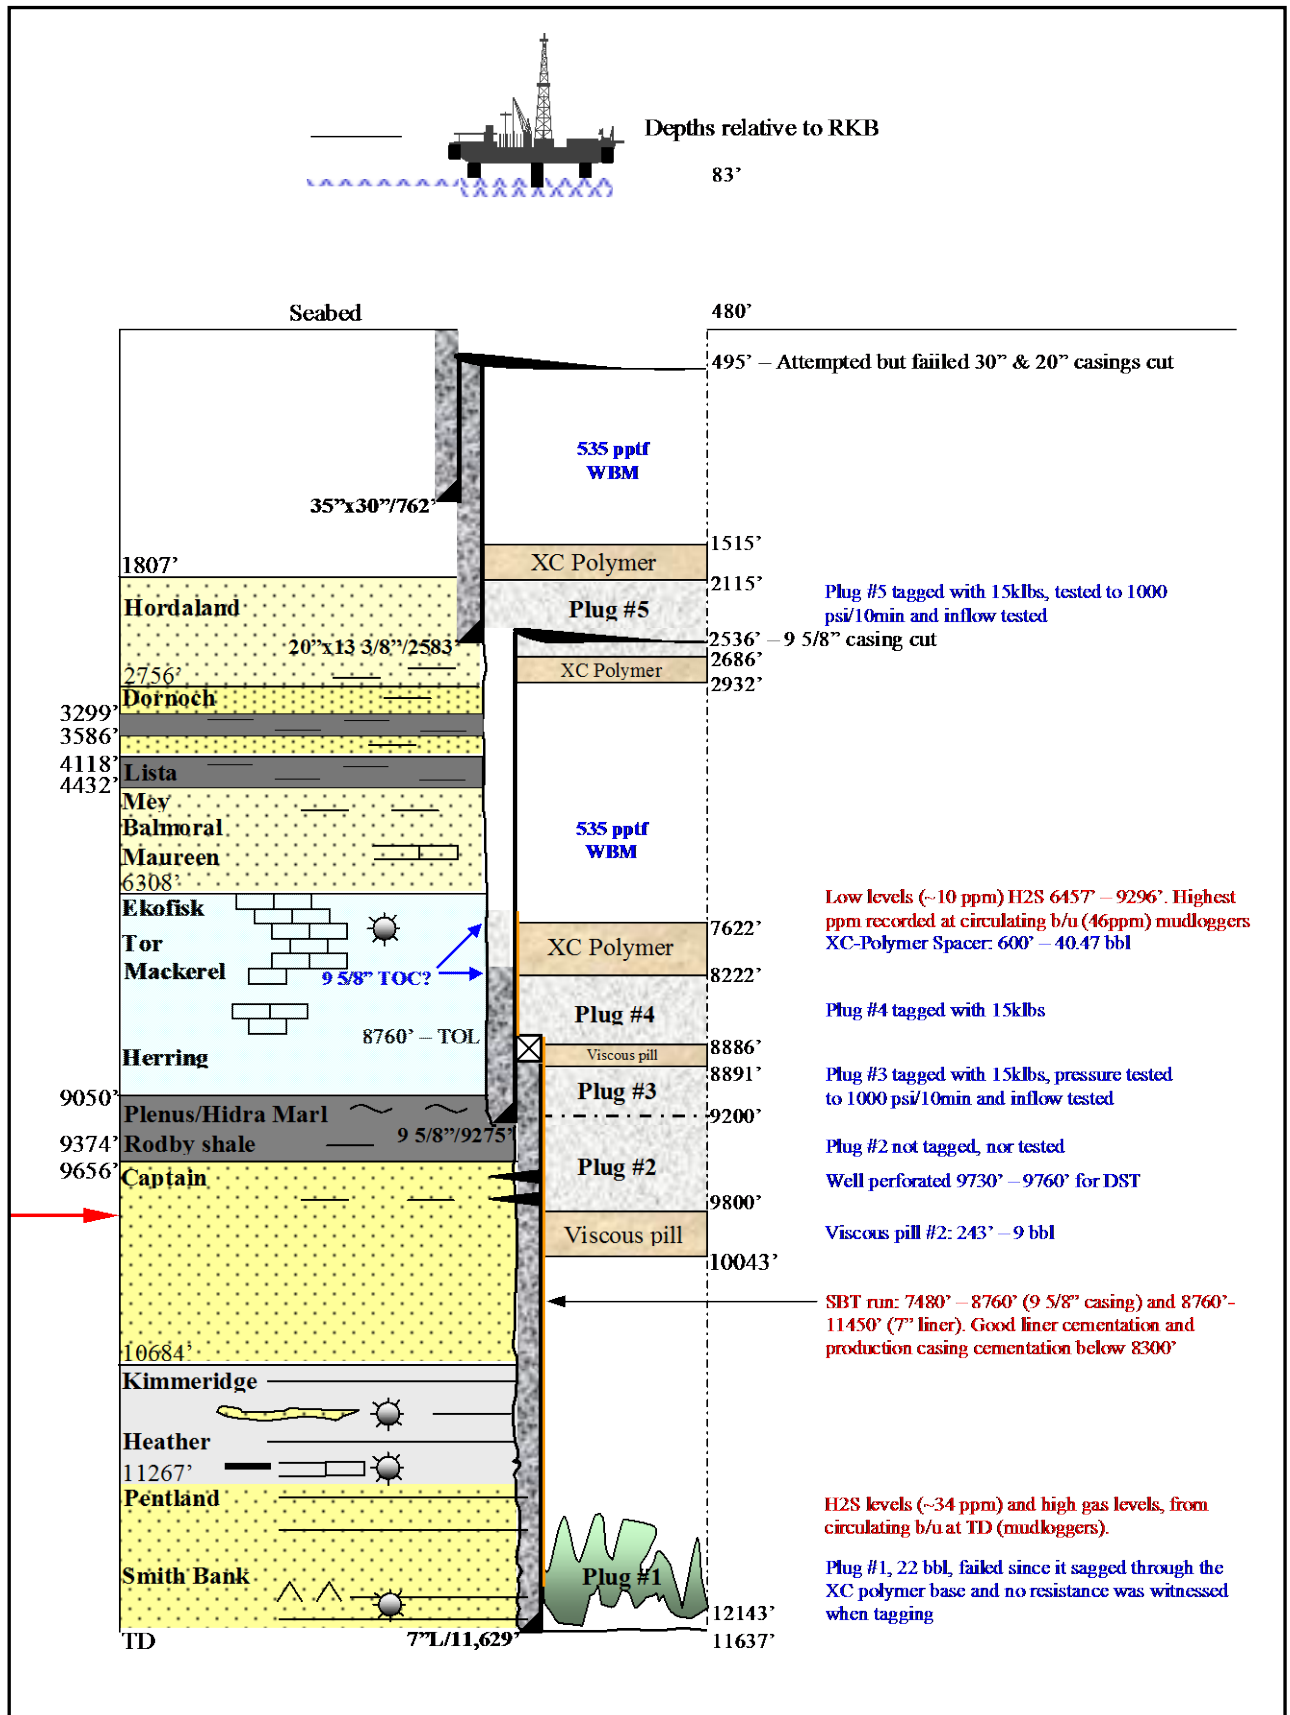 Depths relative to RKB
83’
Seabed
480’
495’ – Attempted but faiiled 30” & 20” casings cut
535 pptf
WBM
35”x30”/762’
1515’
XC Polymer
1807’
2115’
Hordaland
Plug #5
Plug #5 tagged with 15klbs, tested to 1000
psi/10min and inflow tested
20”x13 3/8”/2583’
2536’ – 9 5/8” casing cut
2686’
2756’
XC Polymer
2932’
Dornoch
3299’
3586’
4118’
Lista
4432’
Mey
Balmoral
Maureen
6308’
535 pptf
WBM
Low levels (~10 ppm) H2S 6457’ – 9296’. Highest
ppm recorded at circulating b/u (46ppm) mudloggers
XC-Polymer Spacer: 600’ – 40.47 bbl
Ekofisk
Tor
Mackerel
9 5/8” TOC?
7622’
XC Polymer
8222’
Plug #4
Plug #4 tagged with 15klbs
8760’ – TOL
Herring
8886’
Viscous pill
8891’
Plug #3
Plug #3 tagged with 15klbs, pressure tested
to 1000 psi/10min and inflow tested
9050’
Plenus/Hidra Marl
9200’
9 5/8”/9275’
9374’
Rodby shale
Plug #2
Plug #2 not tagged, nor tested
9656’
Captain
Well perforated 9730’ – 9760’ for DST
9800’
Viscous pill
Viscous pill #2: 243’ – 9 bbl
10043’
SBT run: 7480’ – 8760’ (9 5/8” casing) and 8760’-
11450’ (7” liner). Good liner cementation and
production casing cementation below 8300’
10684’
Kimmeridge
Heather
11267’
Pentland
H2S levels (~34 ppm) and high gas levels, from
circulating b/u at TD (mudloggers).
Smith Bank
Plug #1
Plug #1, 22 bbl, failed since it sagged through the
XC polymer base and no resistance was witnessed
when tagging
12143’
TD
7”L/11,629’
11637’